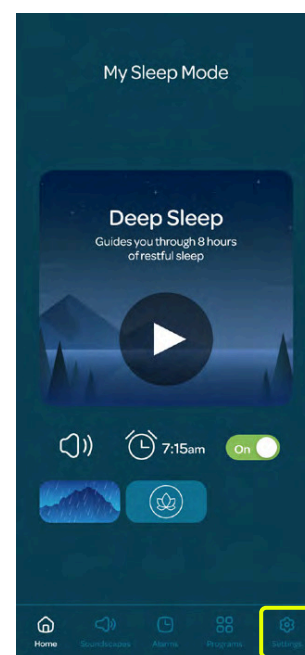 My Sleep Mode
Deep Sleep
Guides you through 8 hours
of restful sleep
7:15am
On
Home
Soundscapes
Alarms
Programs
Settings